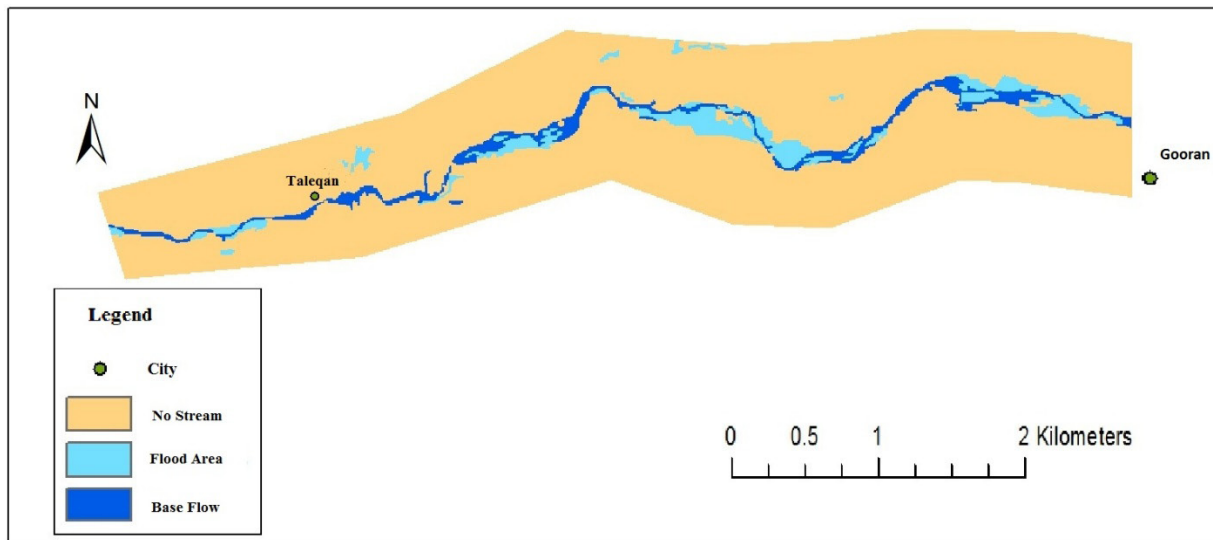 N
Taleqan
Gooran
Legend
City
No Stream
Flood Area
Base Flow
0 0.5 1 2 Kilometers